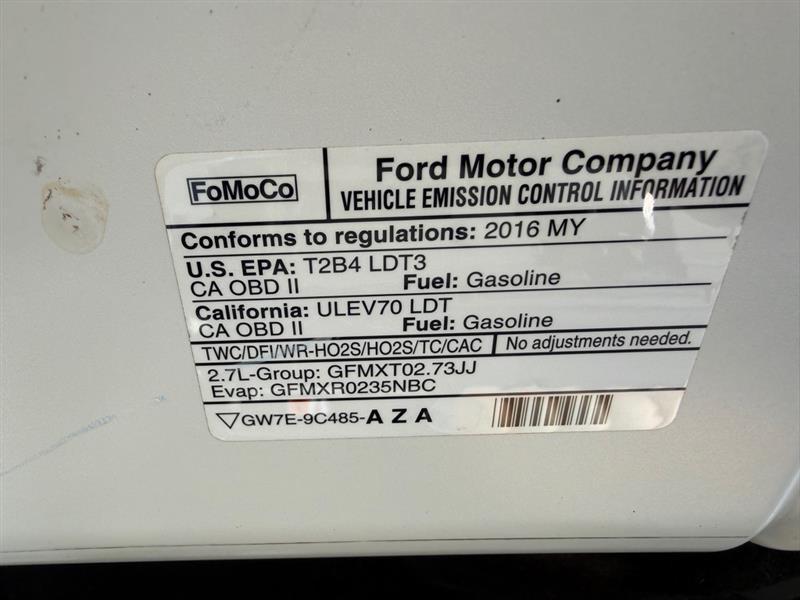 FoMoCo
Ford Motor Company
VEHICLE EMISSION CONTROL INFORMATION
Conforms to regulations: 2016 MY
U.S. EPA: T2B4 LDT3
CA OBD II Fuel: Gasoline
California: ULEV70 LDT
CA OBD II Fuel: Gasoline
TWC/DFI/WR-HO2S/HO2S/TC/CAC No adjustments needed.
2.7L-Group: GFMXT02.73JJ
Evap: GFMXR0235NBC
GW7E-9C485-AZA